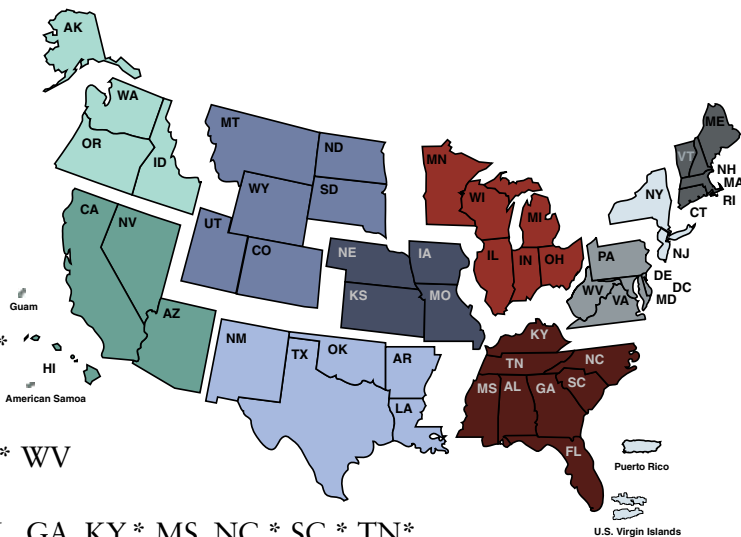 AK
WA
OR
ID
MT
ND
MN
ME
VT
NH
MA
RI
CT
NY
NJ
WI
MI
SD
WY
CA
NV
UT
CO
NE
IA
IL
IN
OH
PA
DE
DC
MD
WV
VA
KS
MO
AZ
Guam
*
HI
American Samoa
NM
TX
OK
AR
LA
KY
TN
NC
MS
AL
GA
SC
FL
* WV
Puerto Rico
GA, KY* MS, NC * SC * TN*
U.S. Virgin Islands